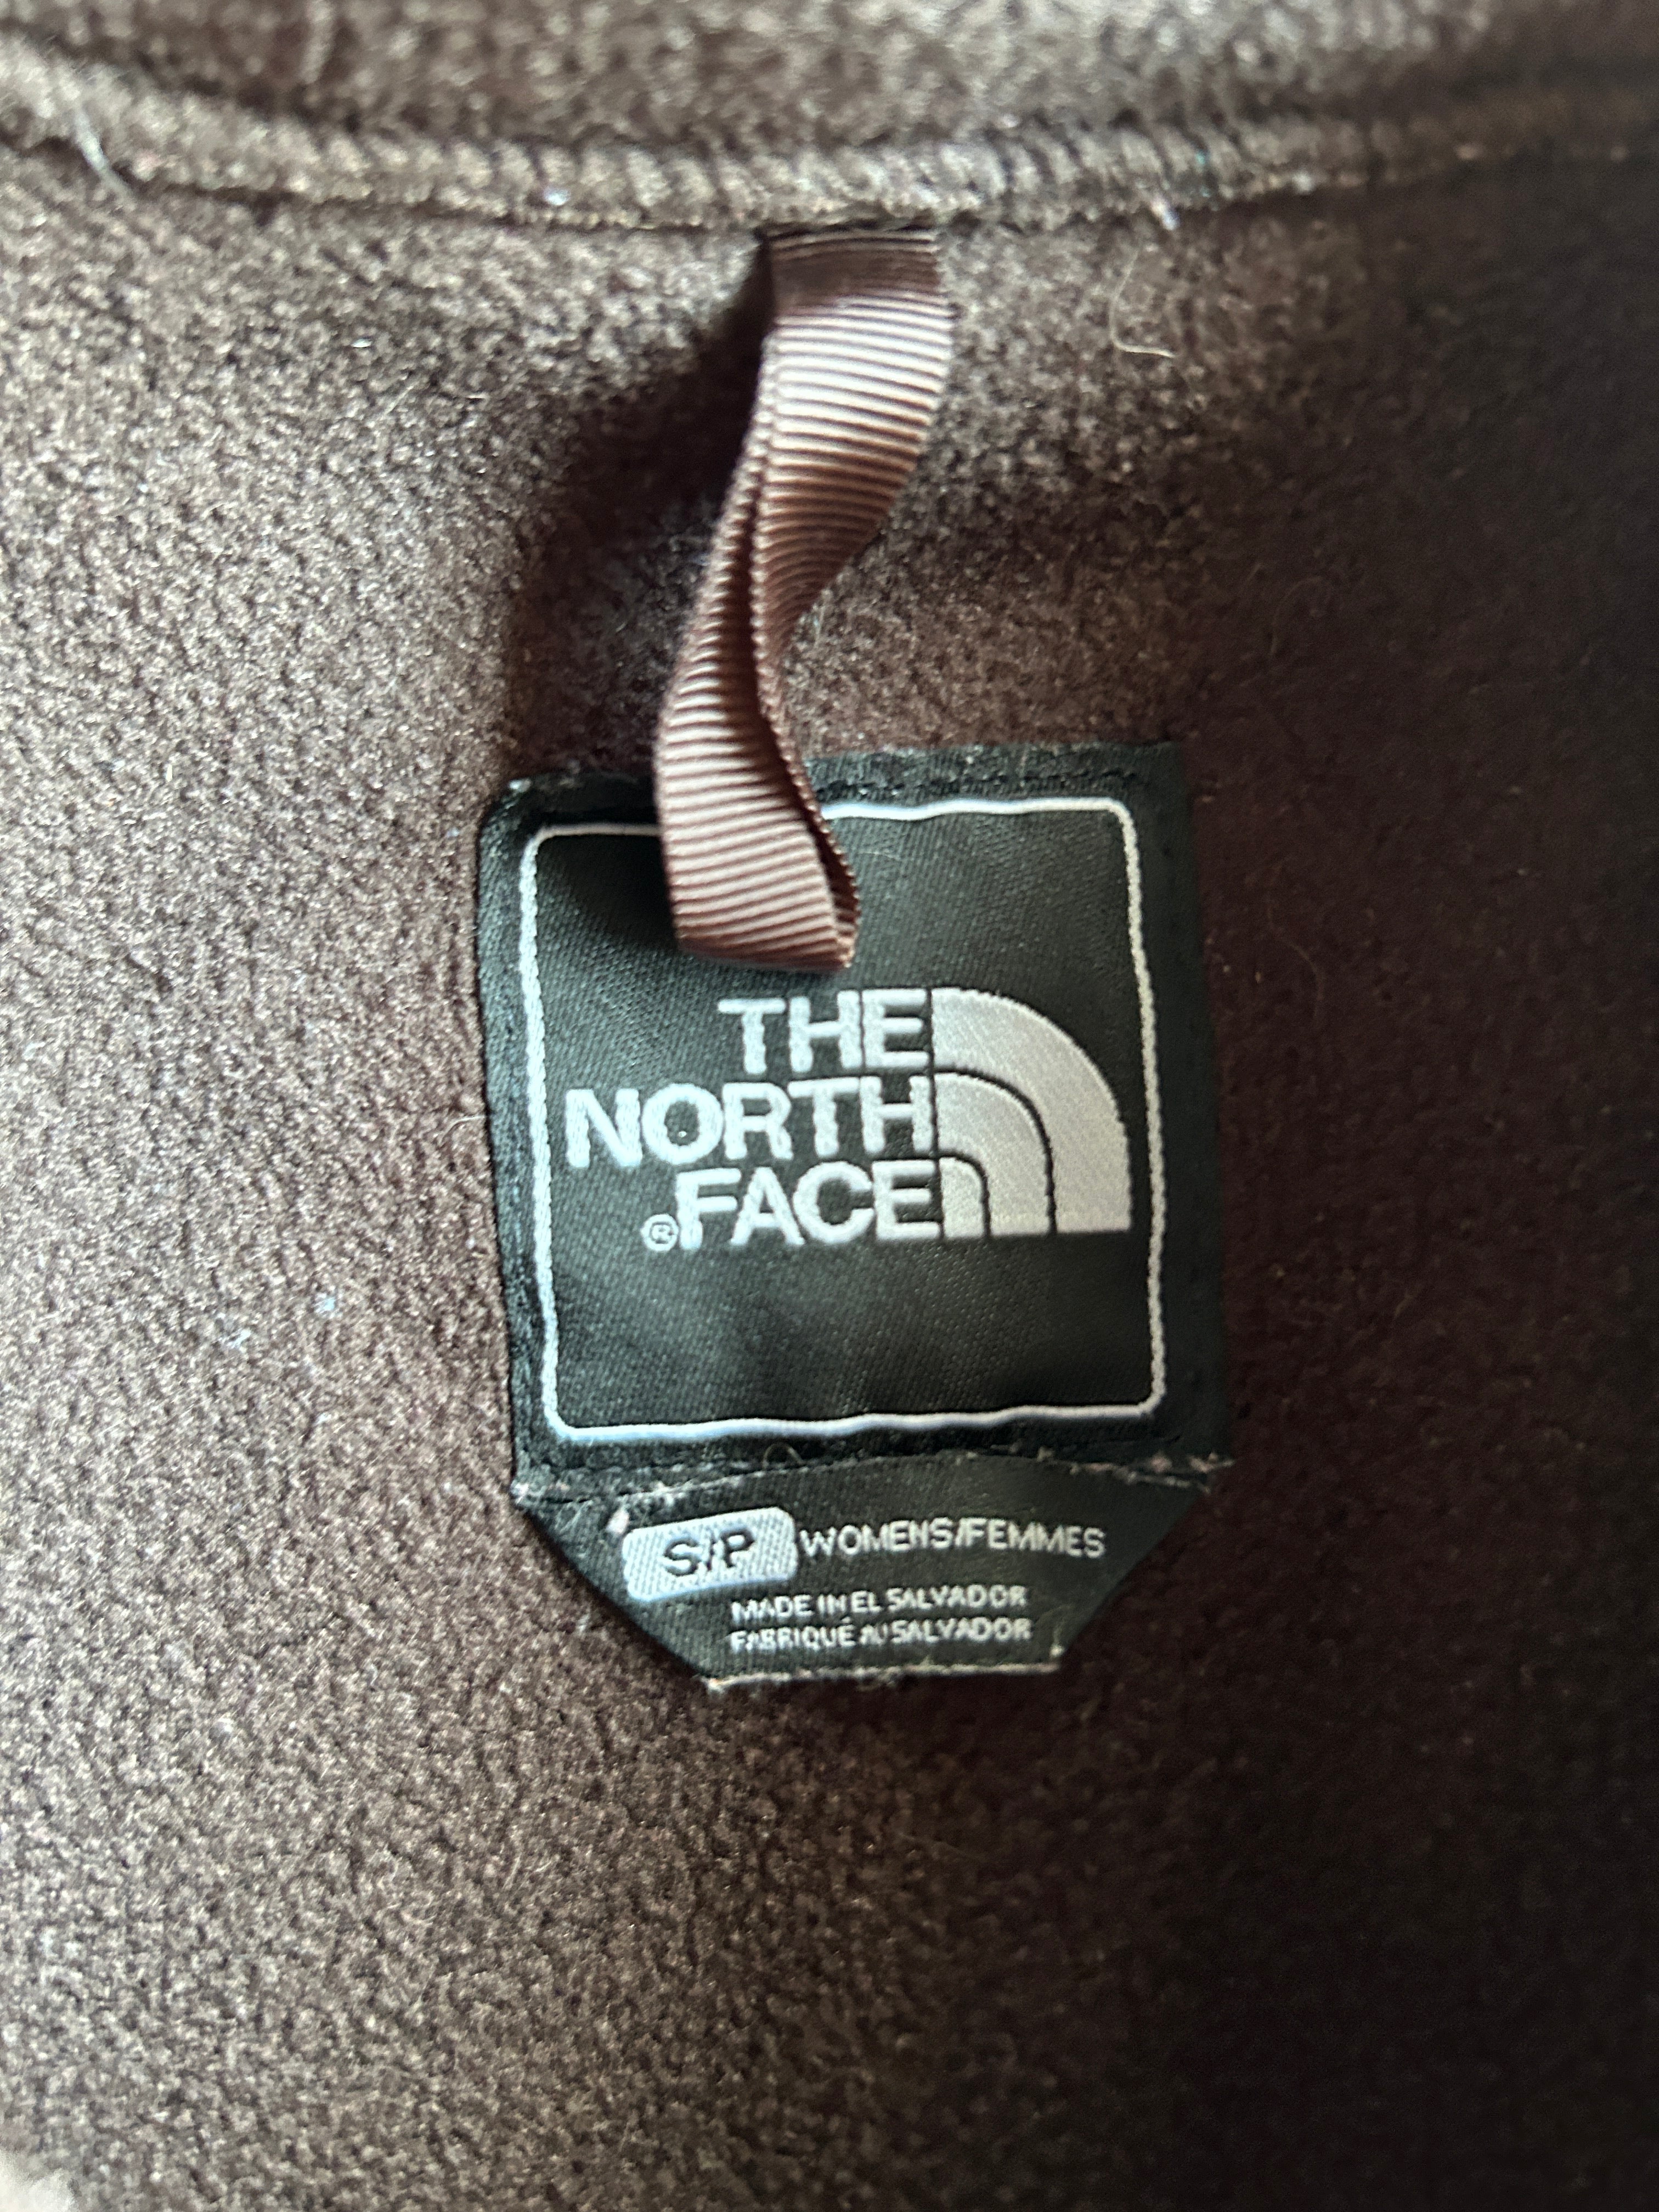 THE
NORTH
®FACE
S/P WOMENS/FEMMES
MADE IN EL SALVADOR
FABRIQUÉ AU SALVADOR